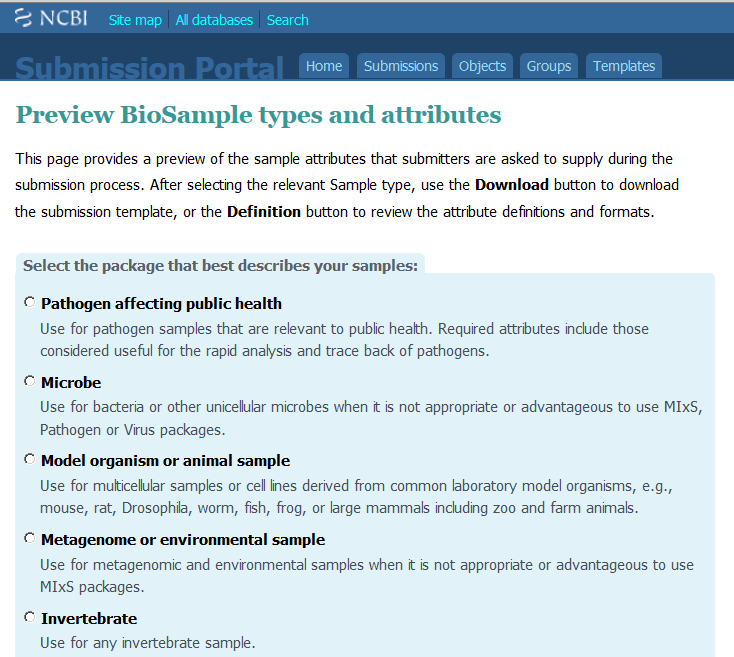 NCBI Site map All databases Search
Submission Portal Home Submissions Objects Groups Templates
Preview BioSample types and attributes
This page provides a preview of the sample attributes that submitters are asked to supply during the
submission process. After selecting the relevant Sample type, use the Download button to download
the submission template, or the Definition button to review the attribute definitions and formats.
Select the package that best describes your samples:
Pathogen affecting public health
Use for pathogen samples that are relevant to public health. Required attributes include those
considered useful for the rapid analysis and trace back of pathogens.
Microbe
Use for bacteria or other unicellular microbes when it is not appropriate or advantageous to use MIxS,
Pathogen or Virus packages.
Model organism or animal sample
Use for multicellular samples or cell lines derived from common laboratory model organisms, e.g.,
mouse, rat, Drosophila, worm, fish, frog, or large mammals including zoo and farm animals.
Metagenome or environmental sample
Use for metagenomic and environmental samples when it is not appropriate or advantageous to use
MIxS packages.
Invertebrate
Use for any invertebrate sample.